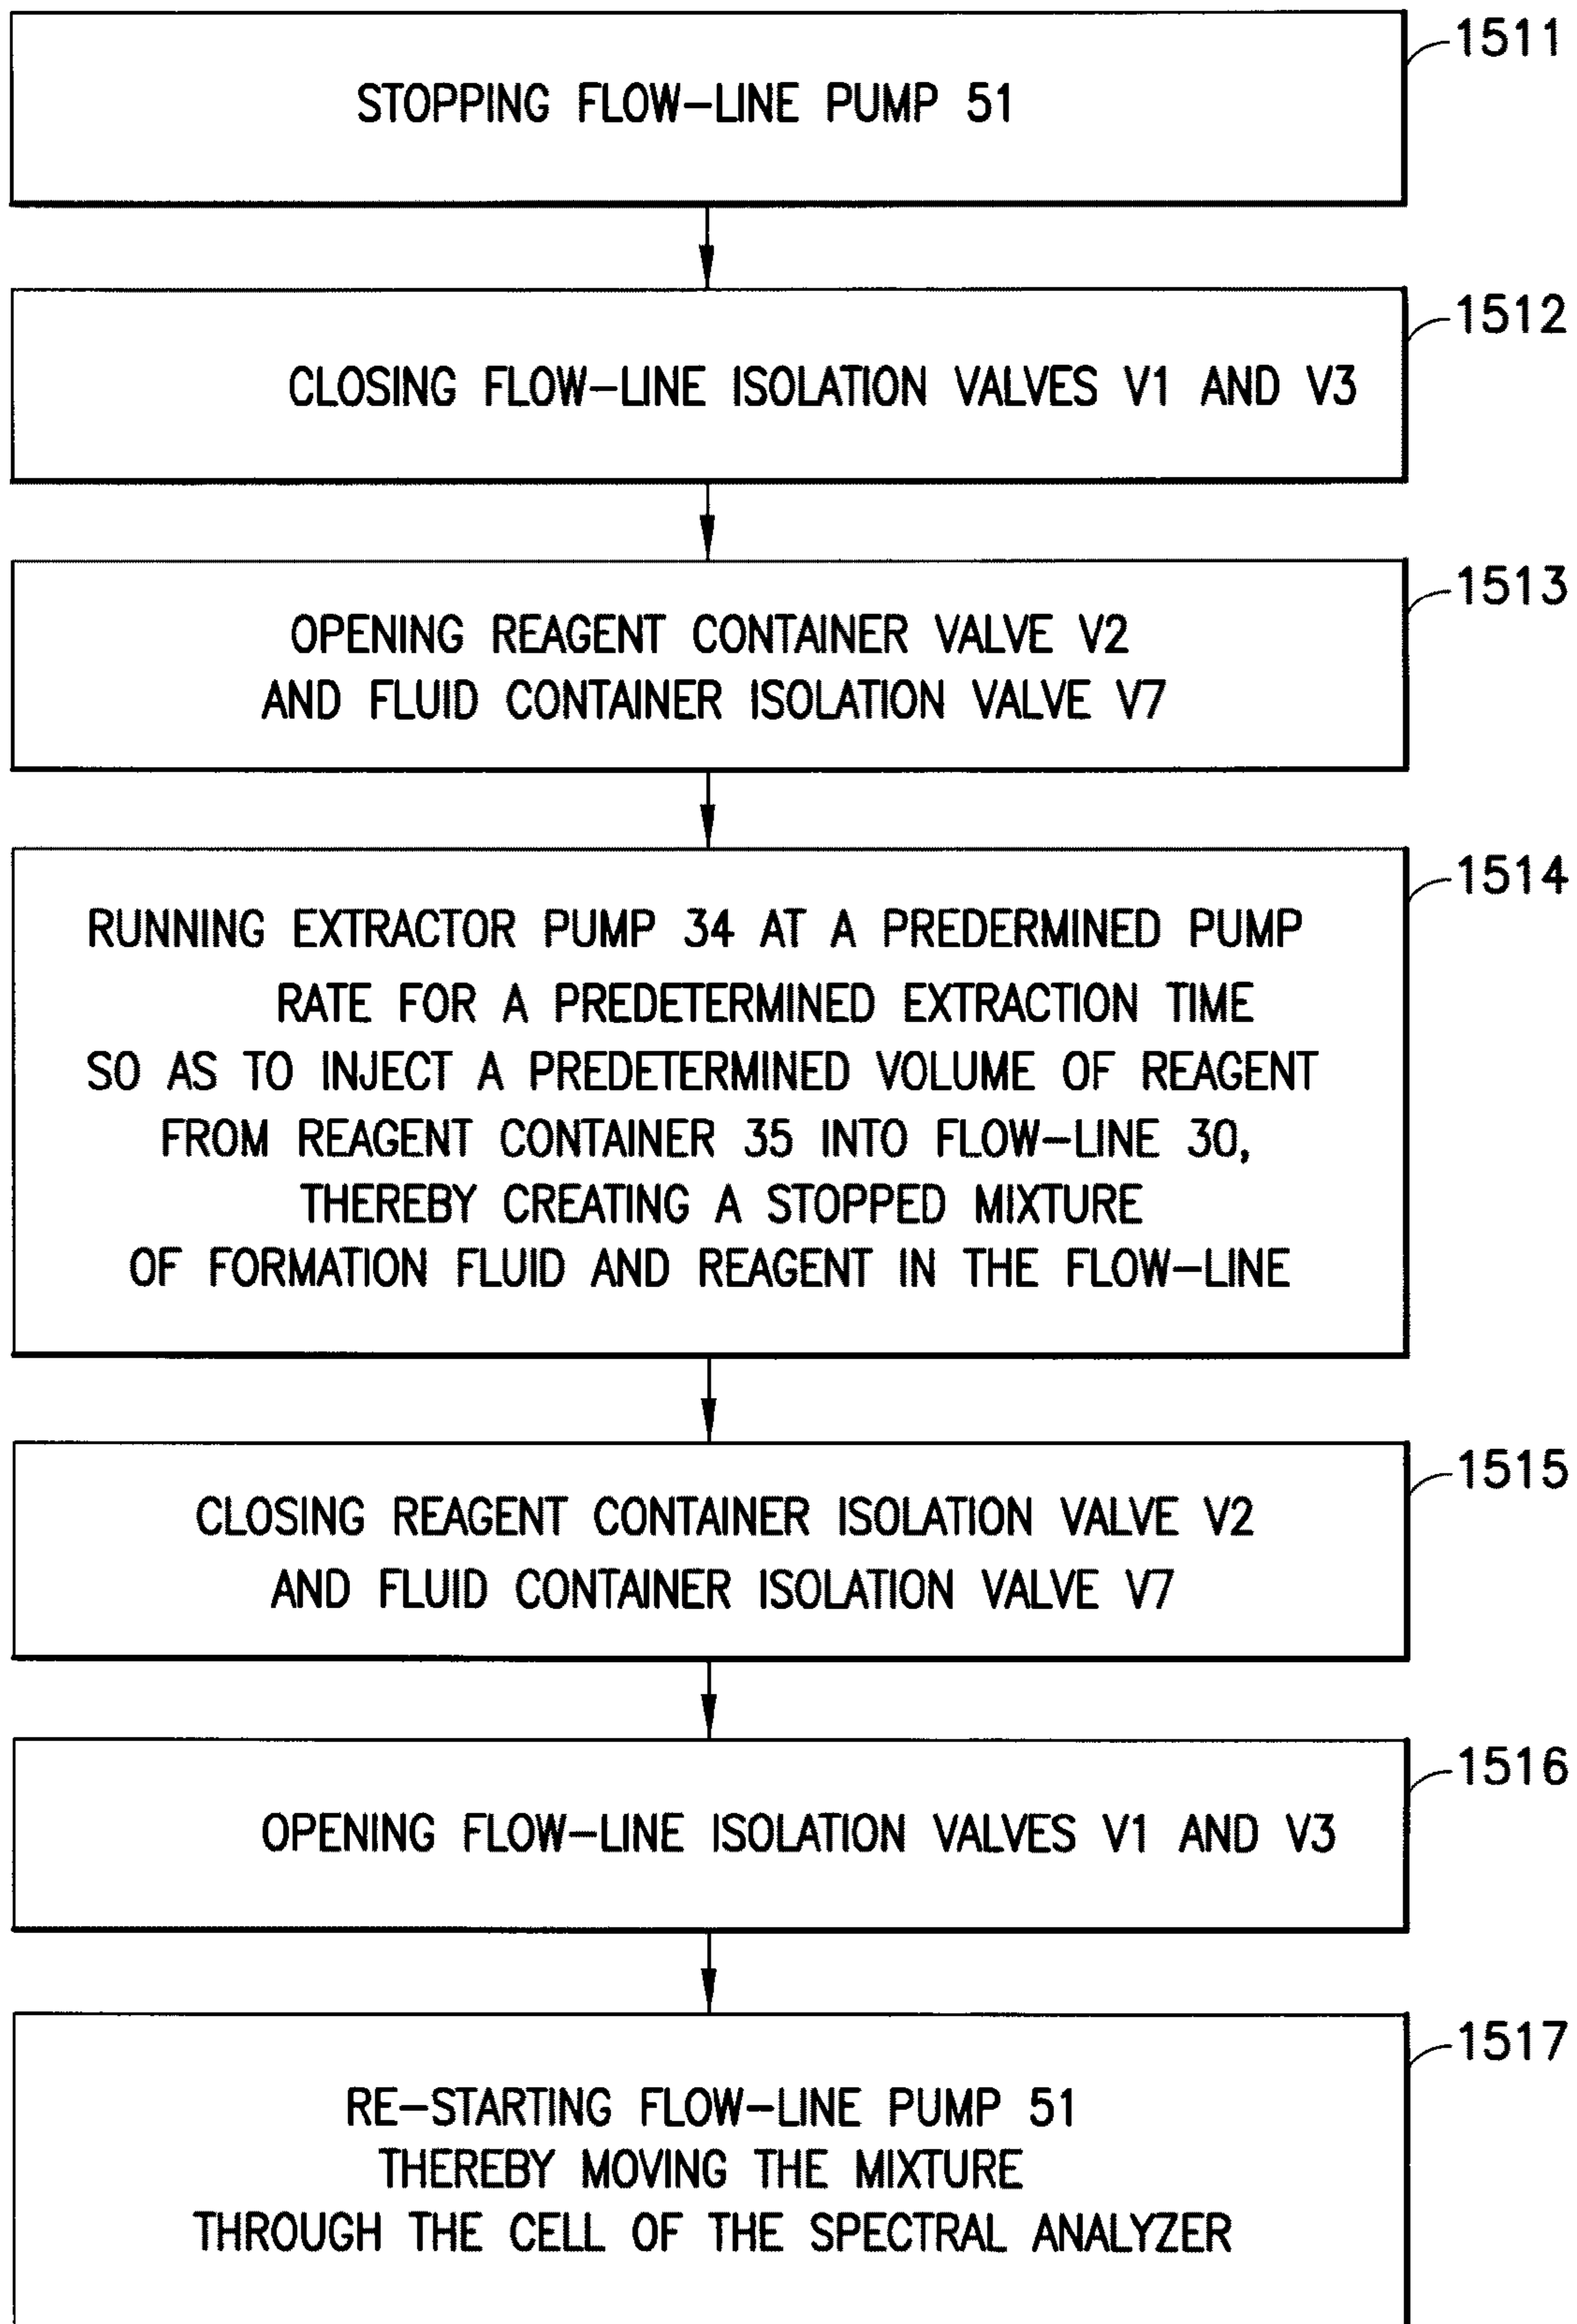 1511
STOPPING FLOW-LINE PUMP 51
1512
CLOSING FLOW-LINE ISOLATION VALVES V1 AND V3
1513
OPENING REAGENT CONTAINER VALVE V2
AND FLUID CONTAINER ISOLATION VALVE V7
1514
RUNNING EXTRACTOR PUMP 34 AT A PREDERMINED PUMP
RATE FOR A PREDETERMINED EXTRACTION TIME
SO AS TO INJECT A PREDETERMINED VOLUME OF REAGENT
FROM REAGENT CONTAINER 35 INTO FLOW-LINE 30,
THEREBY CREATING A STOPPED MIXTURE
OF FORMATION FLUID AND REAGENT IN THE FLOW-LINE
1515
CLOSING REAGENT CONTAINER ISOLATION VALVE V2
AND FLUID CONTAINER ISOLATION VALVE V7
1516
OPENING FLOW-LINE ISOLATION VALVES V1 AND V3
1517
RE-STARTING FLOW-LINE PUMP 51
THEREBY MOVING THE MIXTURE
THROUGH THE CELL OF THE SPECTRAL ANALYZER